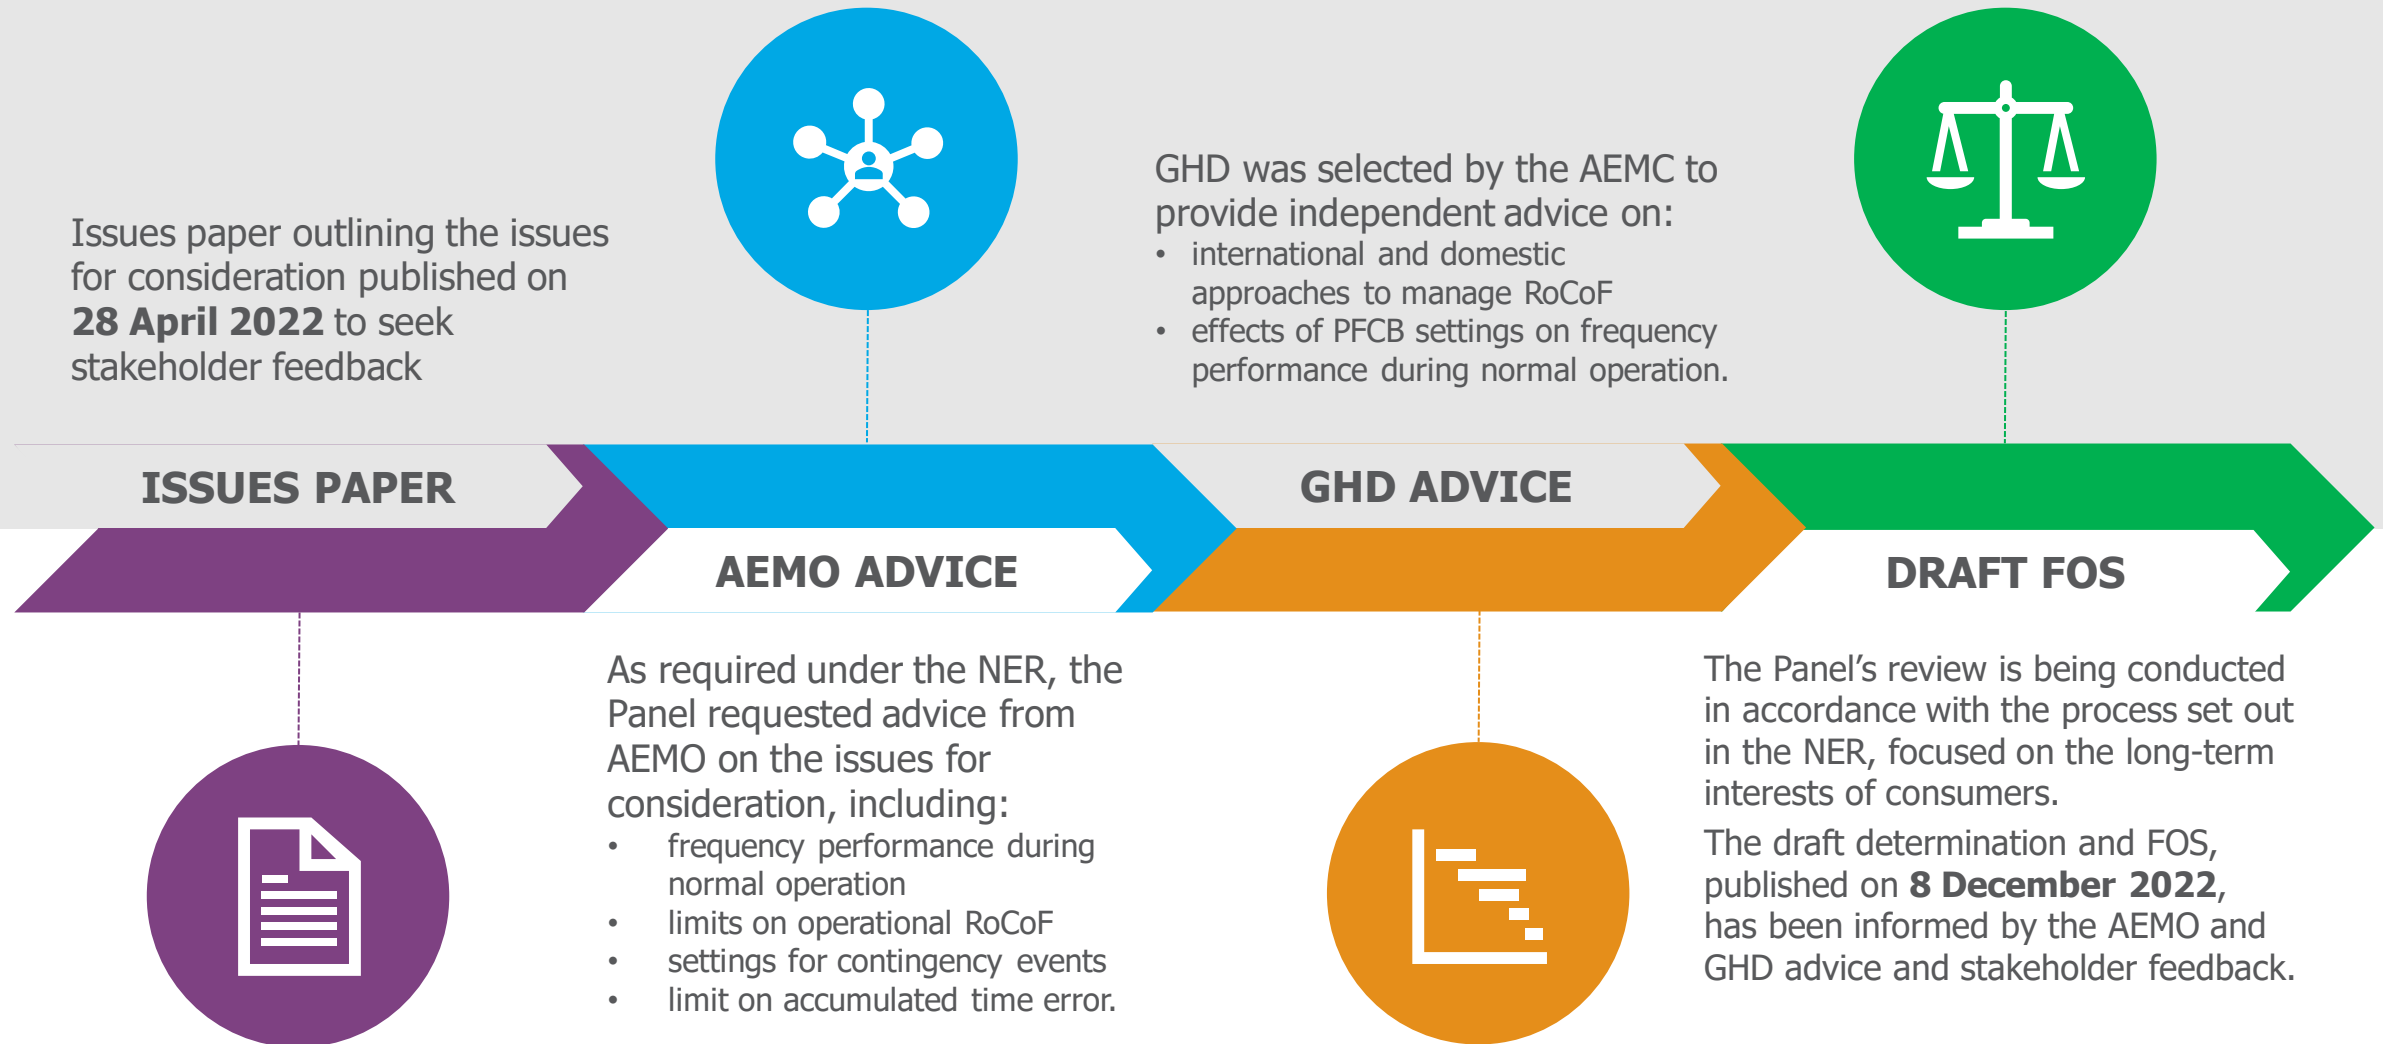 Issues paper outlining the issues
for consideration published on
28 April 2022 to seek
stakeholder feedback
ISSUES PAPER
AEMO ADVICE
As required under the NER, the
Panel requested advice from
AEMO on the issues for
consideration, including:
• frequency performance during
normal operation
• limits on operational RoCoF
• settings for contingency events
• limit on accumulated time error.
GHD was selected by the AEMC to
provide independent advice on:
• international and domestic
approaches to manage RoCoF
• effects of PFCB settings on frequency
performance during normal operation.
GHD ADVICE
DRAFT FOS
The Panel’s review is being conducted
in accordance with the process set out
in the NER, focused on the long-term
interests of consumers.
The draft determination and FOS,
published on 8 December 2022,
has been informed by the AEMO and
GHD advice and stakeholder feedback.